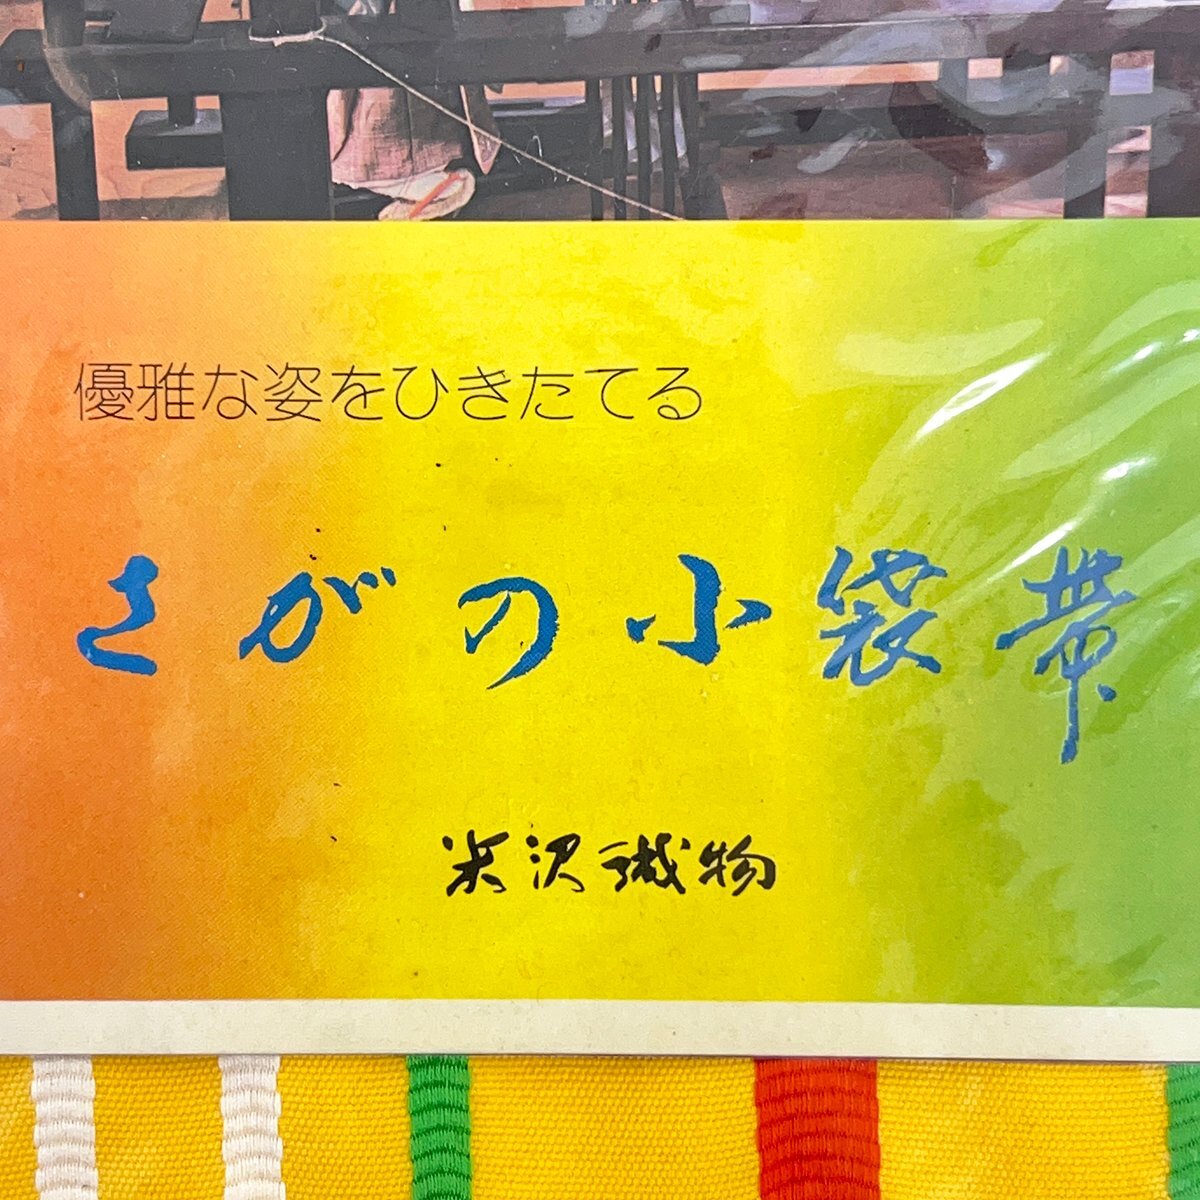 優雅な姿をひきたてる
さがの小袋帯
米沢織物